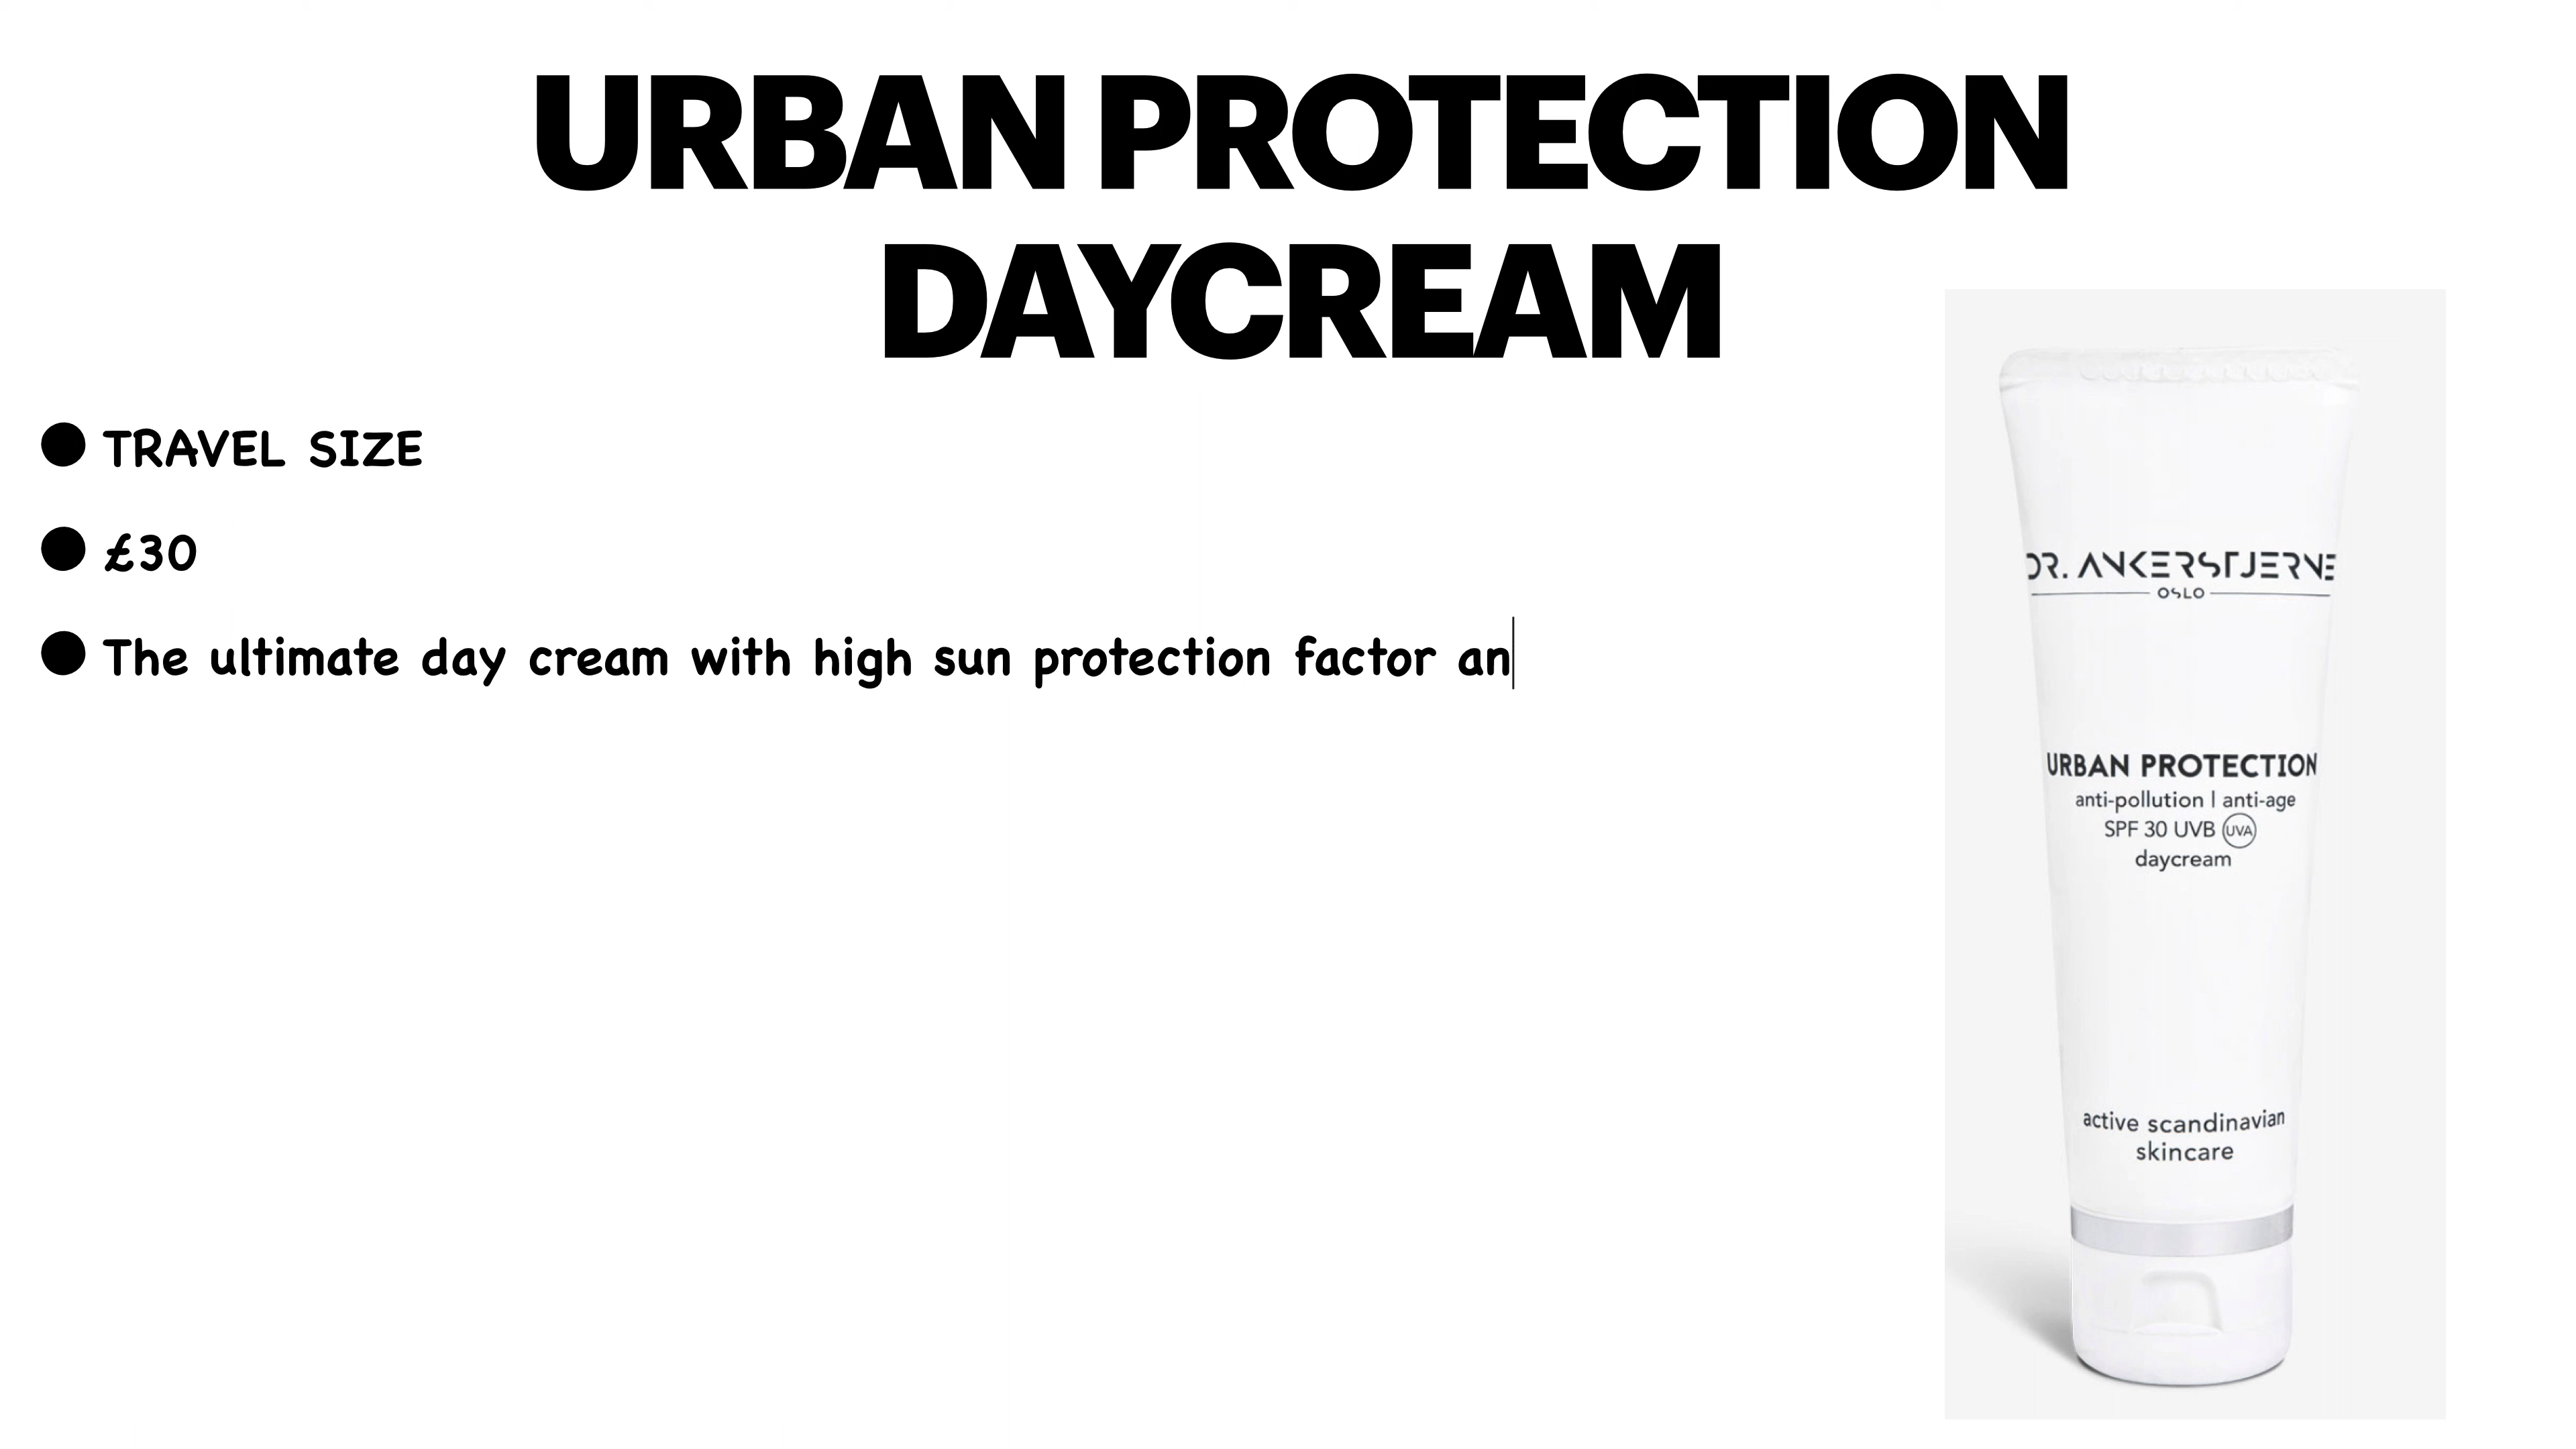 URBAN PROTECTION
DAYCREAM
TRAVEL SIZE
£30
The ultimate day cream with high sun protection factor an
DR. ANKERSTJERNE
OSLO
URBAN PROTECTION
anti-pollution | anti-age
SPF 30 UVB UVA
daycream
active scandinavian
skincare